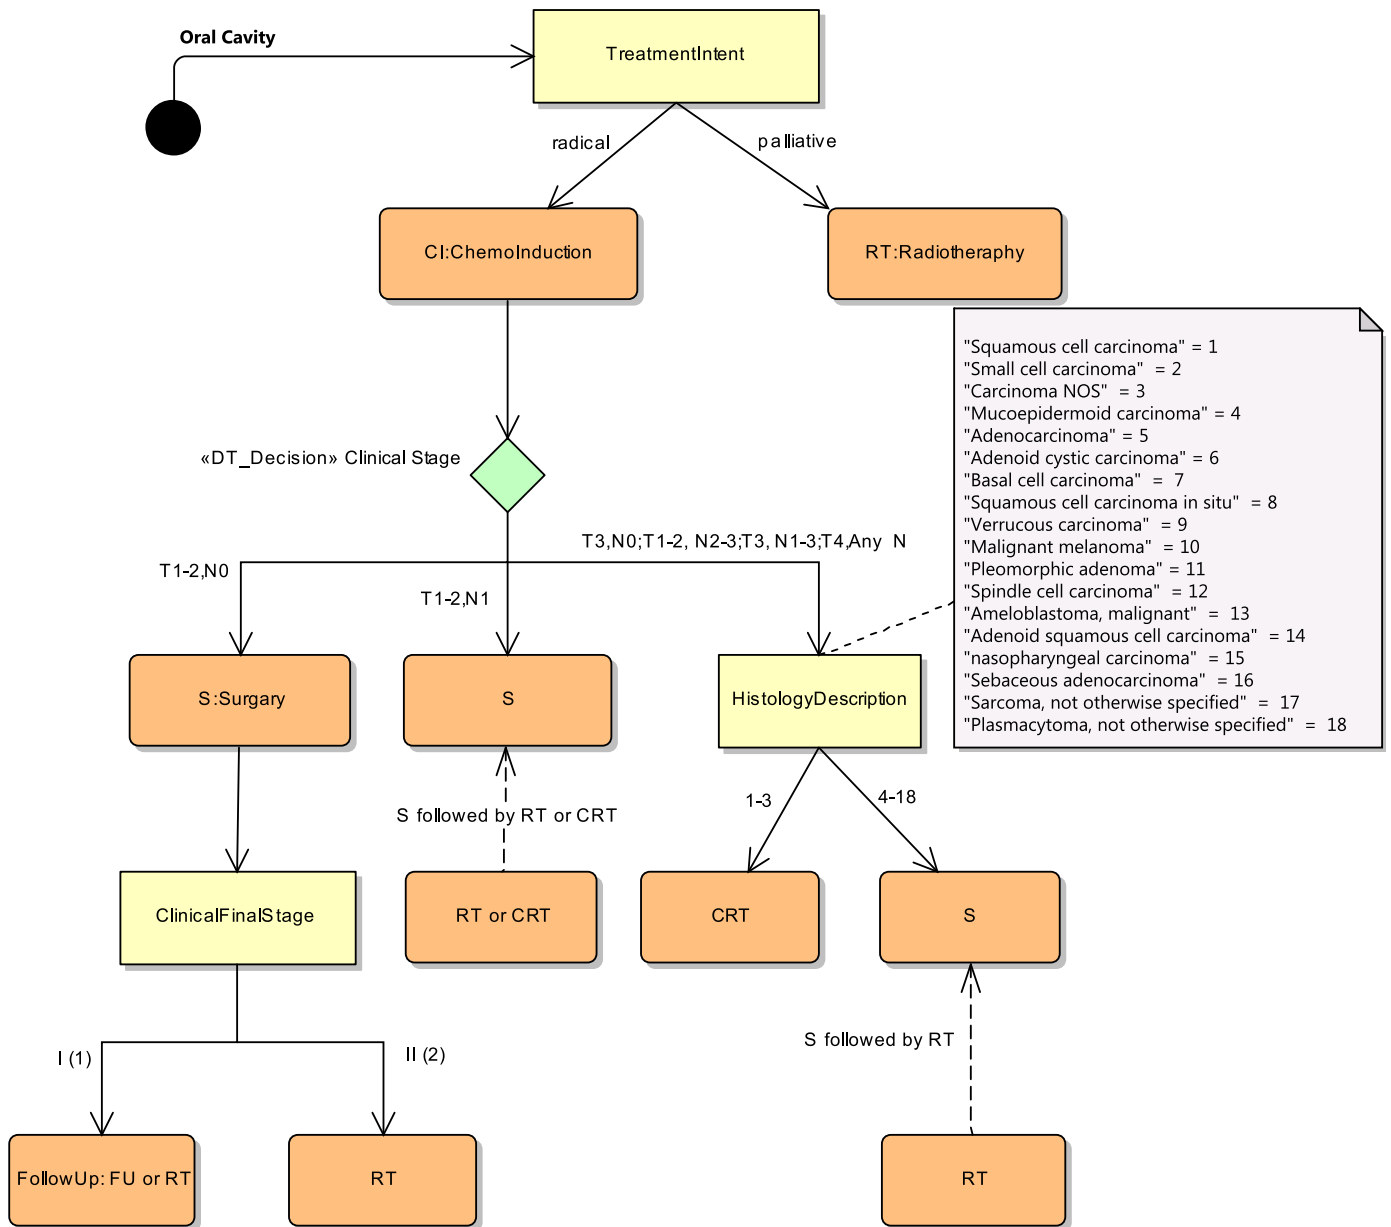 Oral Cavity
TreatmentIntent
radical
palliative
CI:ChemoInduction
RT:Radiotheraphy
"Squamous cell carcinoma" = 1
"Small cell carcinoma" = 2
"Carcinoma NOS" = 3
"Mucoepidermoid carcinoma" = 4
"Adenocarcinoma" = 5
"Adenoid cystic carcinoma" = 6
"Basal cell carcinoma" = 7
"Squamous cell carcinoma in situ" = 8
"Verrucous carcinoma" = 9
"Malignant melanoma" = 10
"Pleomorphic adenoma" = 11
"Spindle cell carcinoma" = 12
"Ameloblastoma, malignant" = 13
"Adenoid squamous cell carcinoma" = 14
"nasopharyngeal carcinoma" = 15
"Sebaceous adenocarcinoma" = 16
"Sarcoma, not otherwise specified" = 17
"Plasmacytoma, not otherwise specified" = 18
«DT_Decision» Clinical Stage
T3,N0;T1-2, N2-3;T3, N1-3;T4,Any N
T1-2,N0
T1-2,N1
S:Surgary
S
HistologyDescription
1-3
4-18
S followed by RT or CRT
ClinicalFinalStage
RT or CRT
CRT
S
I (1)
II (2)
S followed by RT
FollowUp: FU or RT
RT
RT